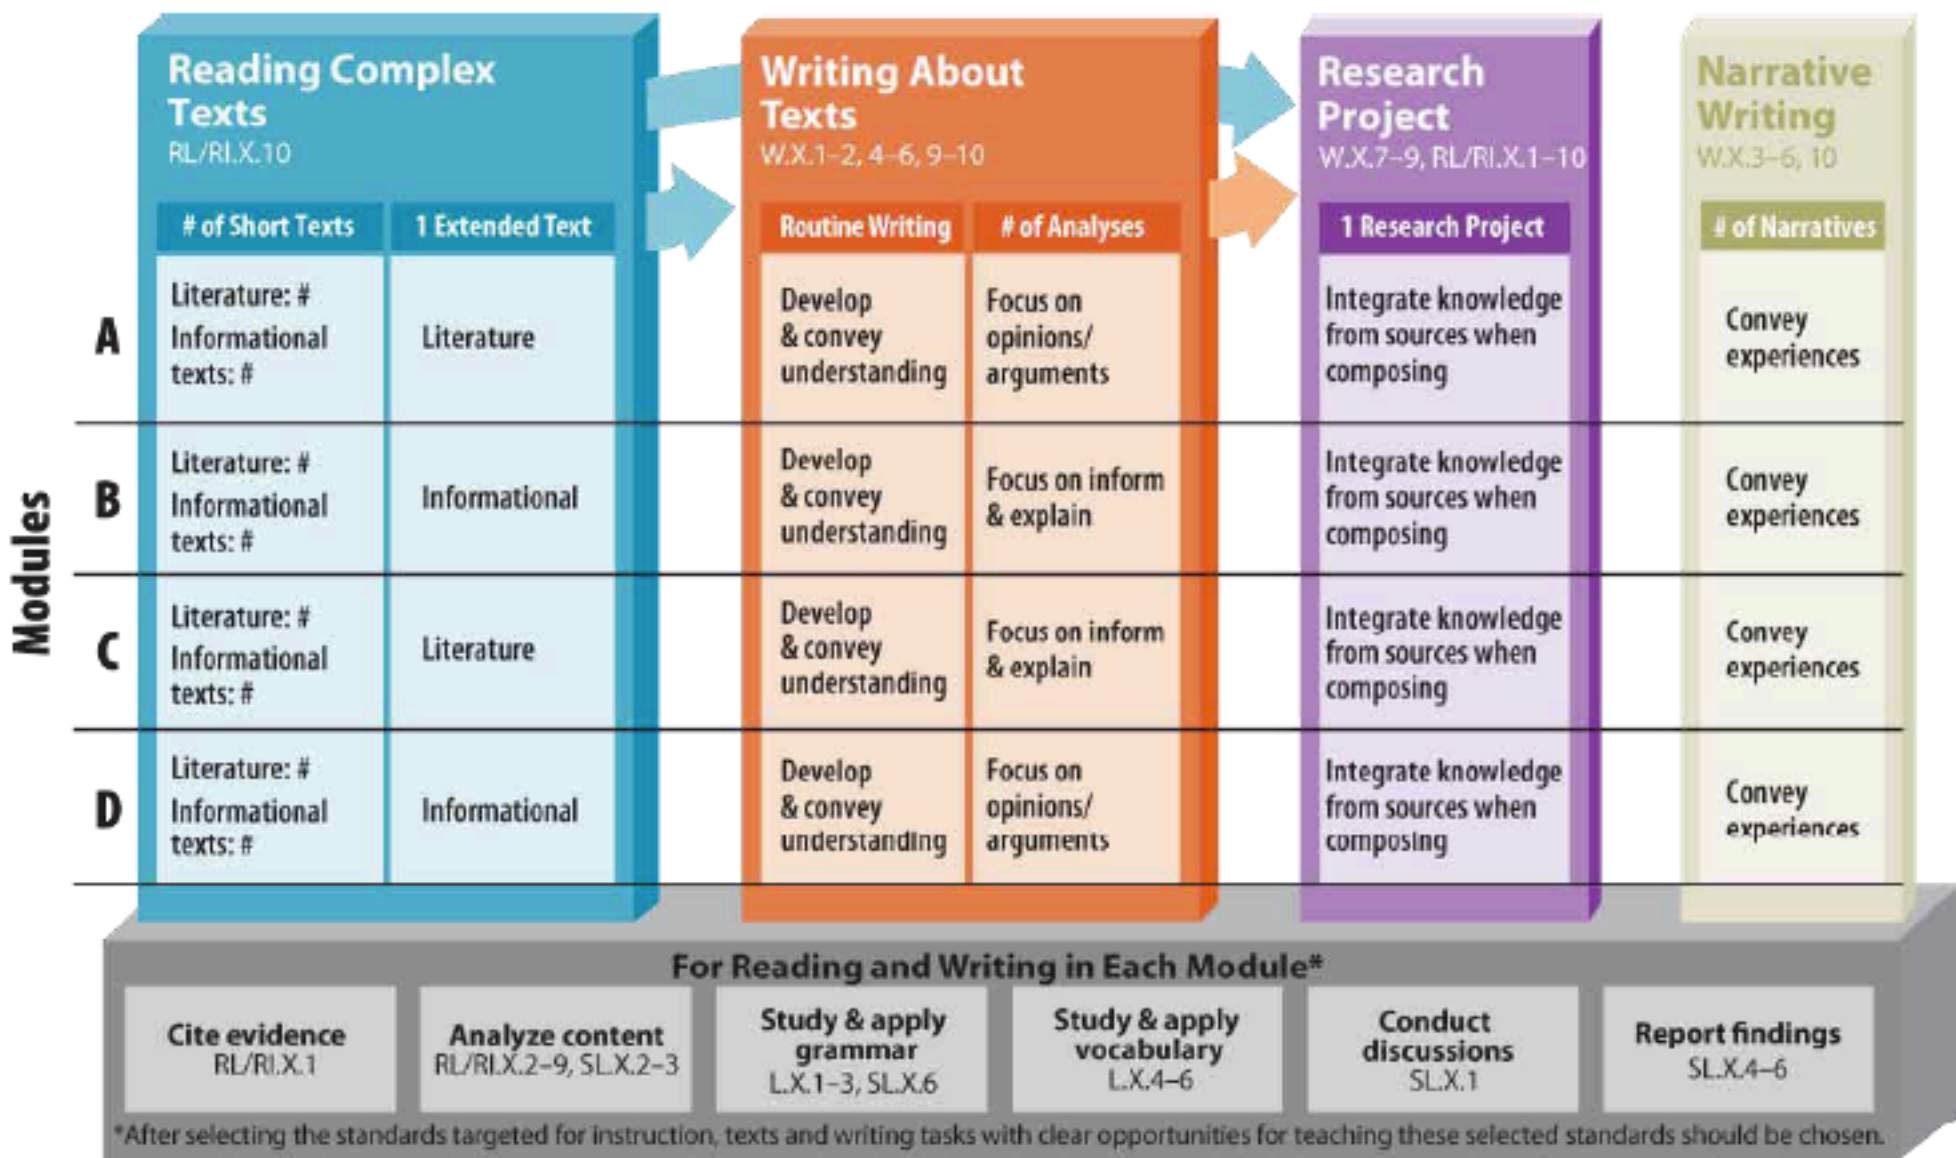 Reading Complex
Texts
RL/RI.X.10
# of Short Texts
1 Extended Text
Writing About
Texts
W.X.1–2, 4–6, 9–10
Routine Writing
# of Analyses
Research
Project
W.X.7–9, RL/RI.X.1–10
1 Research Project
Narrative
Writing
W.X.3–6, 10
# of Narratives
Modules
A
Literature: #
Informational
texts: #
Literature
Develop
& convey
understanding
Focus on
opinions/
arguments
Integrate knowledge
from sources when
composing
Convey
experiences
B
Literature: #
Informational
texts: #
Informational
Develop
& convey
understanding
Focus on inform
& explain
Integrate knowledge
from sources when
composing
Convey
experiences
C
Literature: #
Informational
texts: #
Literature
Develop
& convey
understanding
Focus on inform
& explain
Integrate knowledge
from sources when
composing
Convey
experiences
D
Literature: #
Informational
texts: #
Informational
Develop
& convey
understanding
Focus on
opinions/
arguments
Integrate knowledge
from sources when
composing
Convey
experiences
For Reading and Writing in Each Module*
Cite evidence
RL/RI.X.1
Analyze content
RL/RI.X.2–9, SL.X.2–3
Study & apply
grammar
L.X.1–3, SL.X.6
Study & apply
vocabulary
L.X.4–6
Conduct
discussions
SL.X.1
Report findings
SL.X.4–6
*After selecting the standards targeted for instruction, texts and writing tasks with clear opportunities for teaching these selected standards should be chosen.